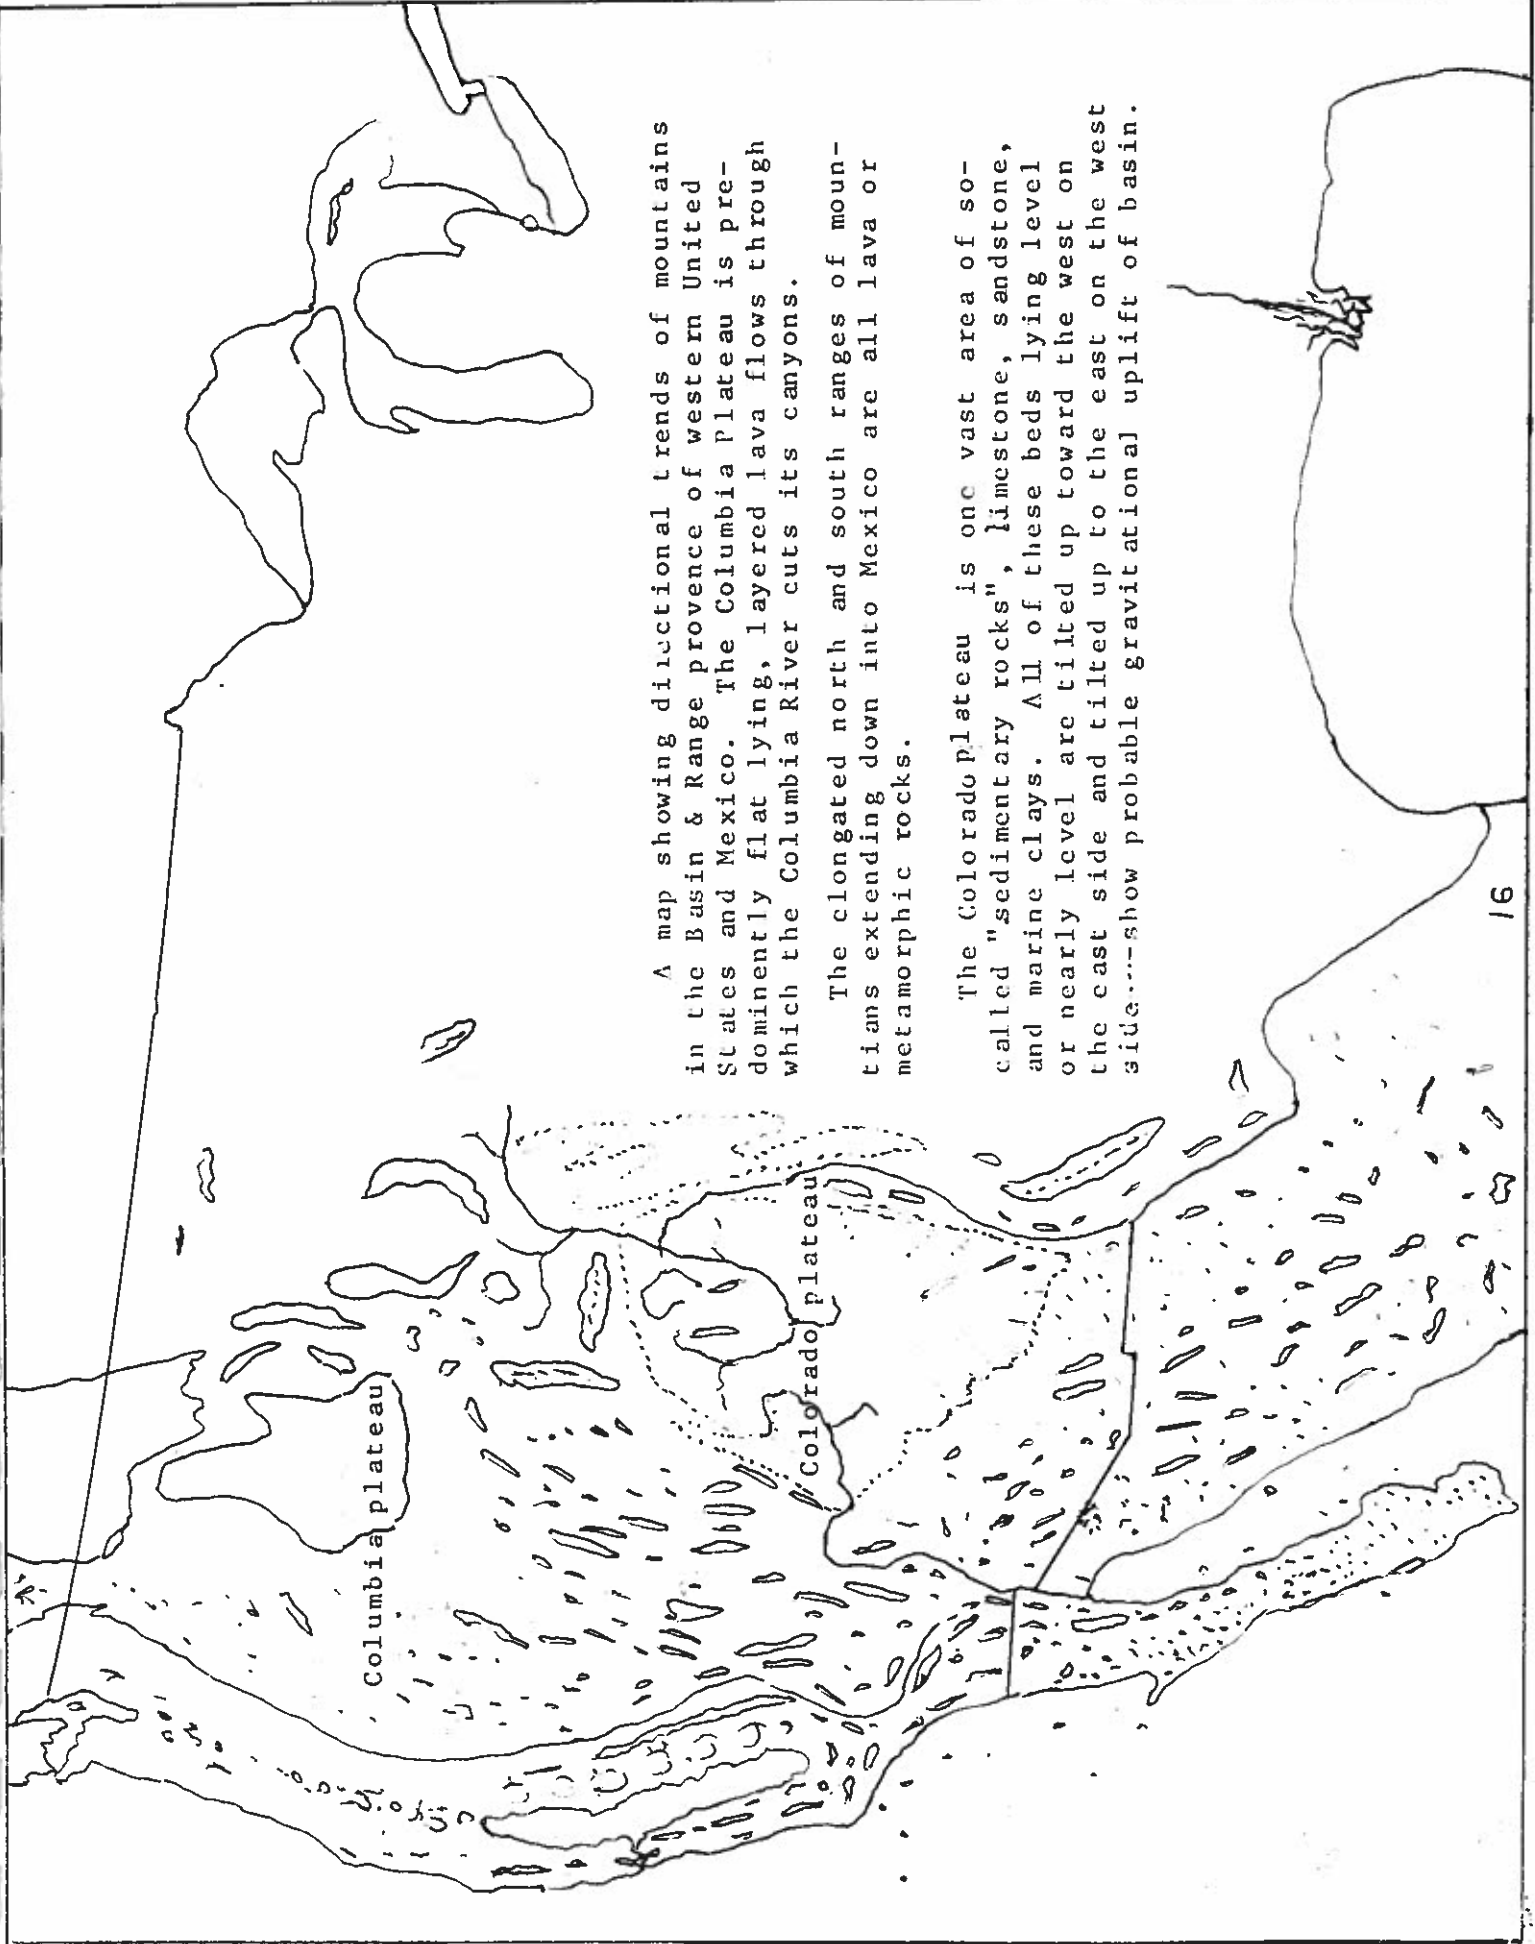 A map showing directional trends of mountains
in the Basin & Range provence of western United
States and Mexico. The Columbia Plateau is pre-
dominently flat lying, layered lava flows through
which the Columbia River cuts its canyons.
The elongated north and south ranges of moun-
tians extending down into Mexico are all lava or
metamorphic rocks.
The Colorado plateau is one vast area of so-
called "sedimentary rocks", limestone, sandstone,
and marine clays. All of these beds lying level
or nearly level are tilted up toward the west on
the east side and tilted up to the east on the west
side----show probable gravitational uplift of basin.
Columbia plateau
Colorado plateau
16